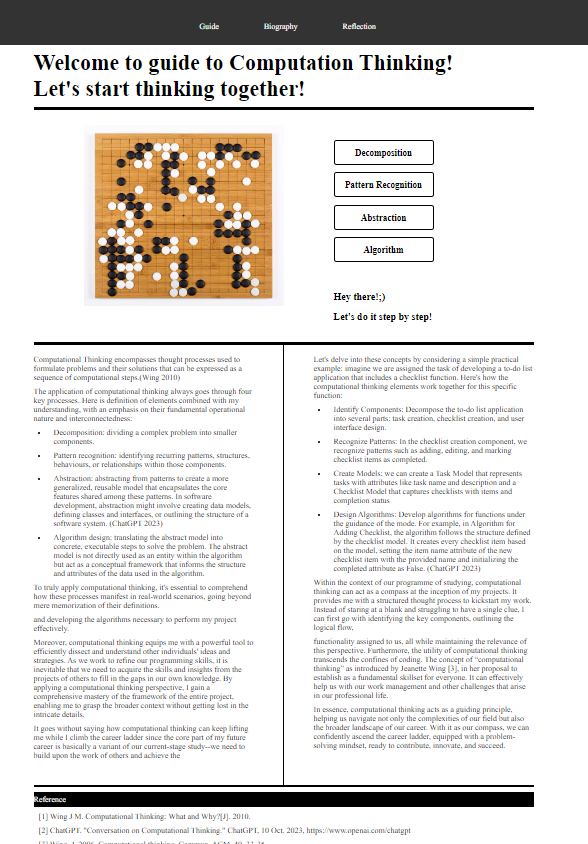 Guide Biography Reflection
Welcome to guide to Computation Thinking!
Let's start thinking together!
Decomposition
Pattern Recognition
Abstraction
Algorithm
Hey there!;)
Let's do it step by step!
Computational Thinking encompasses thought processes used to
formulate problems and their solutions that can be expressed as a
sequence of computational steps.(Wing 2010)
The application of computational thinking always goes through four
key processes. Here is definition of elements combined with my
understanding, with an emphasis on their fundamental operational
nature and interconnectedness:
• Decomposition: dividing a complex problem into smaller
components.
• Pattern recognition: identifying recurring patterns, structures,
behaviours, or relationships within those components.
• Abstraction: abstracting from patterns to create a more
generalized, reusable model that encapsulates the core
features shared among these patterns. In software
development, abstraction might involve creating data models,
defining classes and interfaces, or outlining the structure of a
software system. (ChatGPT 2023)
• Algorithm design: translating the abstract model into
concrete, executable steps to solve the problem. The abstract
model is not directly used as an entity within the algorithm
but act as a conceptual framework that informs the structure
and attributes of the data used in the algorithm.
To truly apply computational thinking, it's essential to comprehend
how these processes manifest in real-world scenarios, going beyond
mere memorization of their definitions.
and developing the algorithms necessary to perform my project
effectively.
Moreover, computational thinking equips me with a powerful tool to
efficiently dissect and understand other individuals' ideas and
strategies. As we work to refine our programming skills, it is
inevitable that we need to acquire the skills and insights from the
projects of others to fill in the gaps in our own knowledge. By
applying a computational thinking perspective, I gain a
comprehensive mastery of the framework of the entire project,
enabling me to grasp the broader context without getting lost in the
intricate details.
It goes without saying how computational thinking can keep lifting
me while I climb the career ladder since the core part of my future
career is basically a variant of our current-stage study--we need to
build upon the work of others and achieve the
Let's delve into these concepts by considering a simple practical
example: imagine we are assigned the task of developing a to-do list
application that includes a checklist function. Here's how the
computational thinking elements work together for this specific
function:
• Identify Components: Decompose the to-do list application
into several parts: task creation, checklist creation, and user
interface design.
• Recognize Patterns: In the checklist creation component, we
recognize patterns such as adding, editing, and marking
checklist items as completed.
• Create Models: we can create a Task Model that represents
tasks with attributes like task name and description and a
Checklist Model that captures checklists with items and
completion status
• Design Algorithms: Develop algorithms for functions under
the guidance of the mode. For example, in Algorithm for
Adding Checklist, the algorithm follows the structure defined
by the checklist model. It creates every checklist item based
on the model, setting the item name attribute of the new
checklist item with the provided name and initializing the
completed attribute as False. (ChatGPT 2023)
Within the context of our programme of studying, computational
thinking can act as a compass at the inception of my projects. It
provides me with a structured thought process to kickstart my work.
Instead of staring at a blank and struggling to have a single clue, I
can first go with identifying the key components, outlining the
logical flow,
functionality assigned to us, all while maintaining the relevance of
this perspective. Furthermore, the utility of computational thinking
transcends the confines of coding. The concept of "computational
thinking" as introduced by Jeanette Wing [3], in her proposal to
establish as a fundamental skillset for everyone. It can effectively
help us with our work management and other challenges that arise
in our professional life.
In essence, computational thinking acts as a guiding principle,
helping us navigate not only the complexities of our field but also
the broader landscape of our career. With it as our compass, we can
confidently ascend the career ladder, equipped with a problem-
solving mindset, ready to contribute, innovate, and succeed.
Reference
[1] Wing J M. Computational Thinking: What and Why?[J]. 2010.
[2] ChatGPT. "Conversation on Computational Thinking." ChatGPT, 10 Oct. 2023, https://www.openai.com/chatgpt